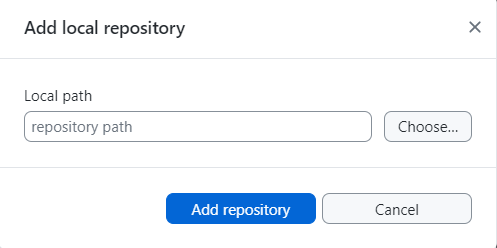 Add local repository
Local path
repository path
Choose...
Add repository
Cancel